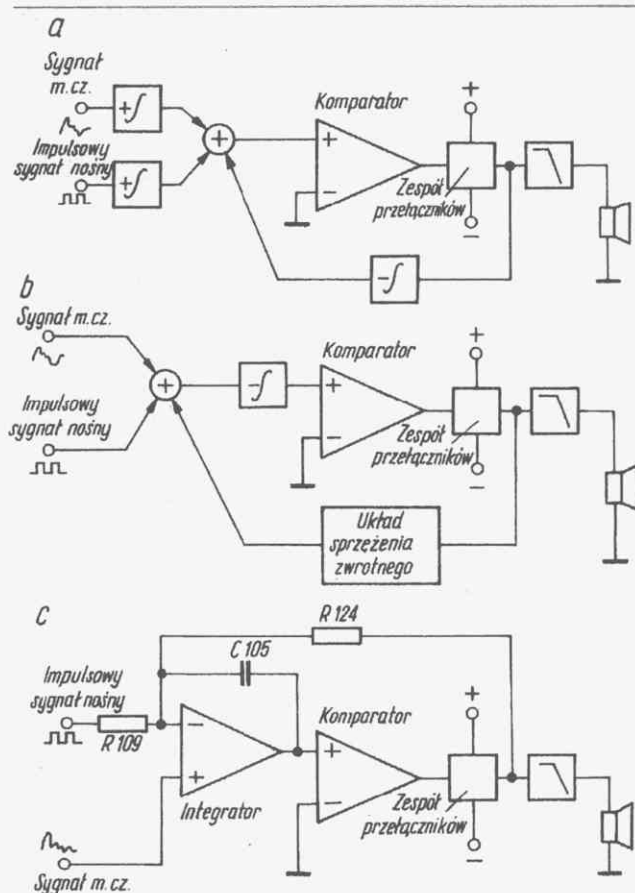 a
Sygnał
m.cz.
Impulsowy
sygnał nośny
+∫
+∫
+
Komparator
+
−
+
Zespół
przełączników
−
−∫
b
Sygnał m.cz.
Impulsowy
sygnał nośny
+
−∫
Komparator
+
−
+
Zespół
przełączników
−
Układ
sprzężenia
zwrotnego
c
R 124
C 105
Impulsowy
sygnał nośny
R 109
−
+
Integrator
Komparator
+
−
+
Zespół
przełączników
−
Sygnał m.cz.